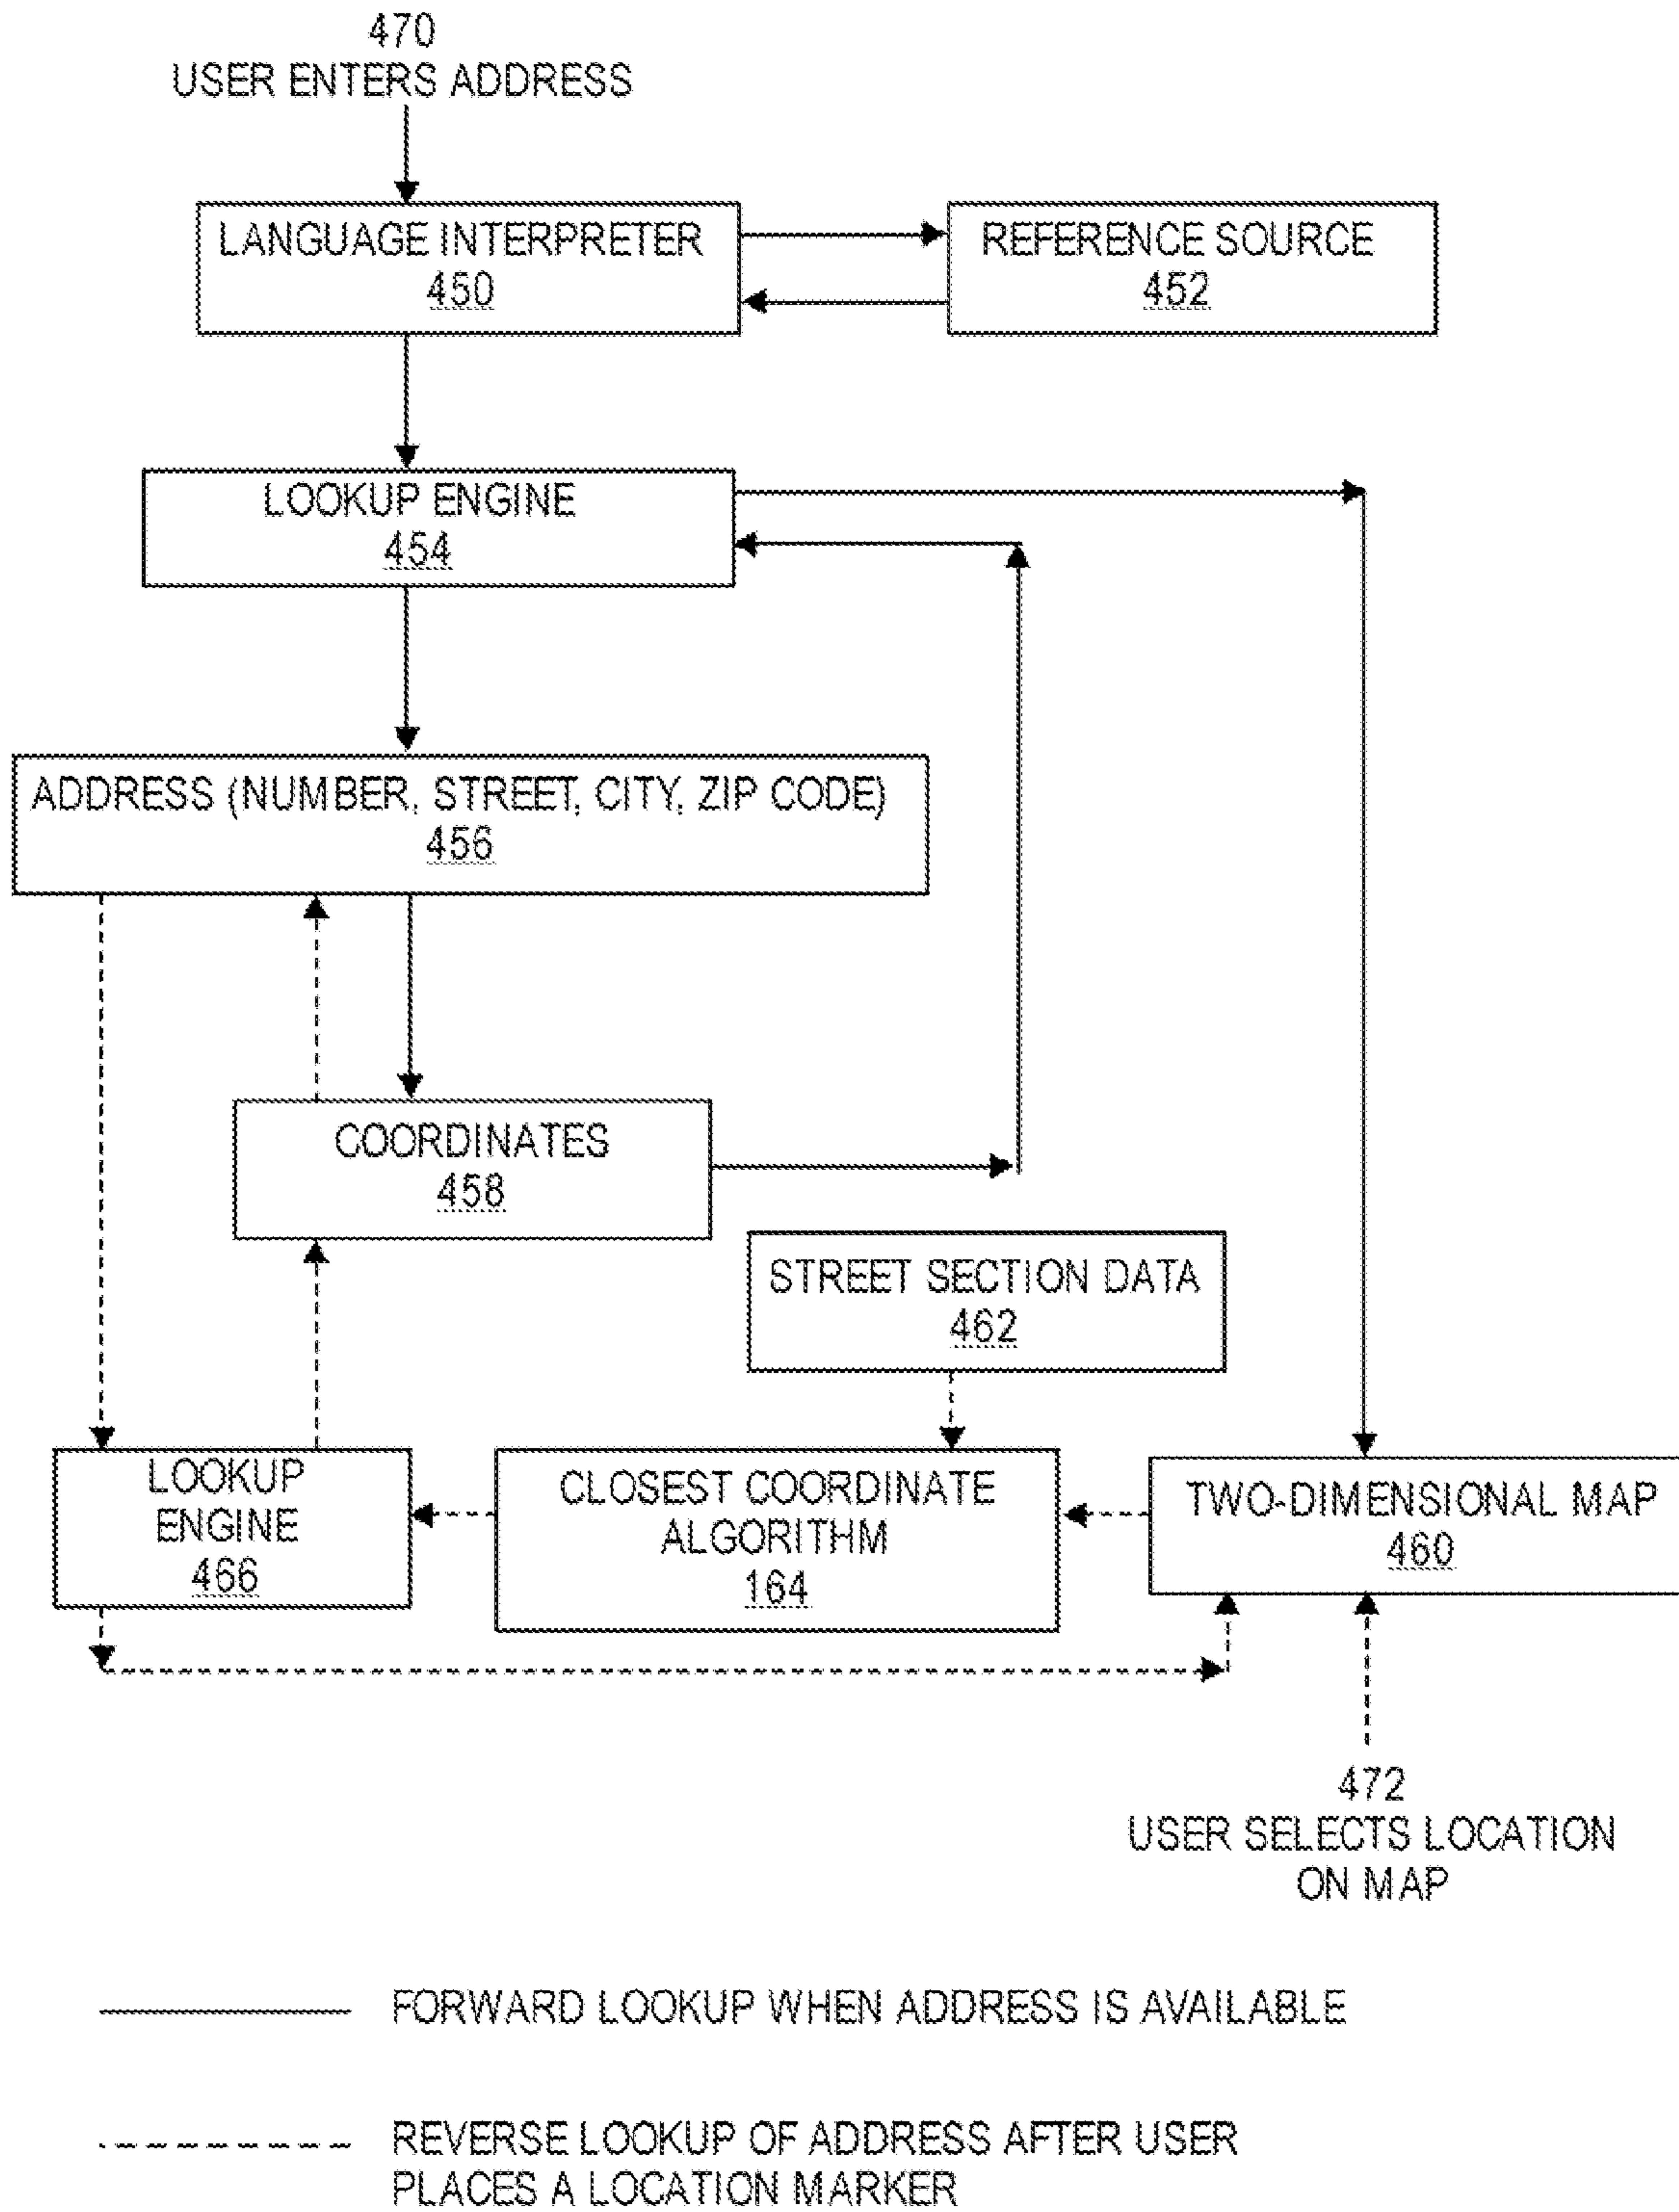 470
USER ENTERS ADDRESS
LANGUAGE INTERPRETER
450
REFERENCE SOURCE
452
LOOKUP ENGINE
454
ADDRESS (NUMBER, STREET, CITY, ZIP CODE)
456
COORDINATES
458
STREET SECTION DATA
462
LOOKUP
ENGINE
466
CLOSEST COORDINATE
ALGORITHM
164
TWO-DIMENSIONAL MAP
460
472
USER SELECTS LOCATION
ON MAP
FORWARD LOOKUP WHEN ADDRESS IS AVAILABLE
REVERSE LOOKUP OF ADDRESS AFTER USER
PLACES A LOCATION MARKER